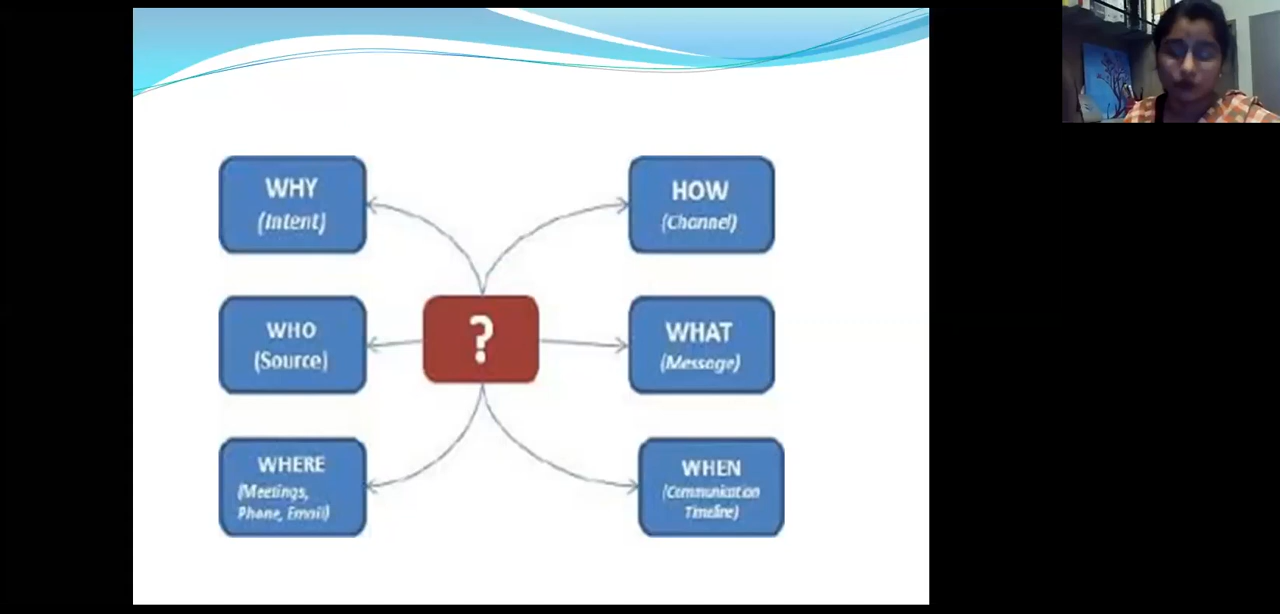 WHY
(Intent)
HOW
(Channel)
WHO
(Source)
?
WHAT
(Message)
WHERE
(Meetings,
Phone, Email)
WHEN
(Communication
Timeline)